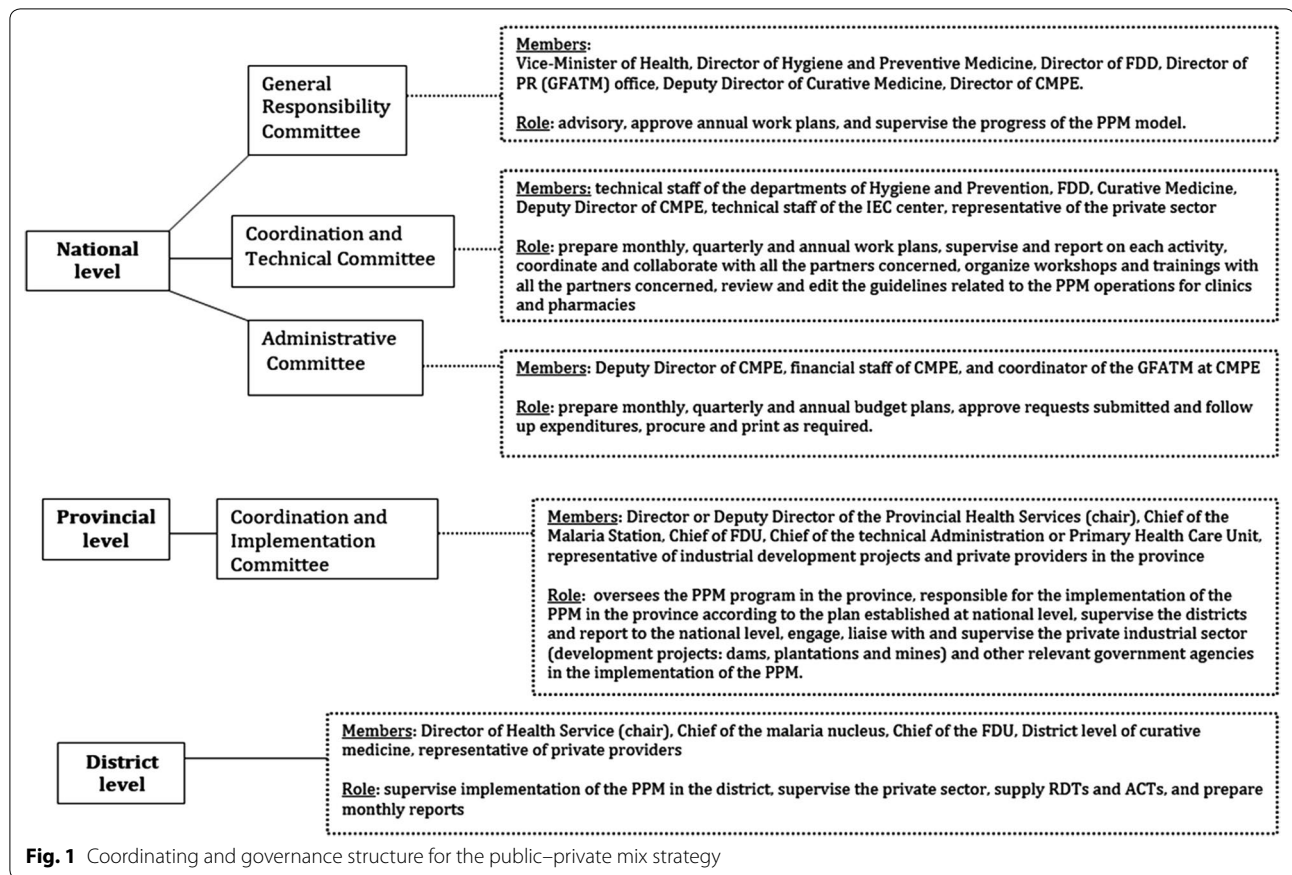 General
Responsibility
Committee
Members:
Vice-Minister of Health, Director of Hygiene and Preventive Medicine, Director of FDD, Director of
PR (GFATM) office, Deputy Director of Curative Medicine, Director of CMPE.
Role: advisory, approve annual work plans, and supervise the progress of the PPM model.
National
level
Coordination and
Technical Committee
Members: technical staff of the departments of Hygiene and Prevention, FDD, Curative Medicine,
Deputy Director of CMPE, technical staff of the IEC center, representative of the private sector
Role: prepare monthly, quarterly and annual work plans, supervise and report on each activity,
coordinate and collaborate with all the partners concerned, organize workshops and trainings with
all the partners concerned, review and edit the guidelines related to the PPM operations for clinics
and pharmacies
Administrative
Committee
Members: Deputy Director of CMPE, financial staff of CMPE, and coordinator of the GFATM at CMPE
Role: prepare monthly, quarterly and annual budget plans, approve requests submitted and follow
up expenditures, procure and print as required.
Provincial
level
Coordination and
Implementation
Committee
Members: Director or Deputy Director of the Provincial Health Services (chair), Chief of the
Malaria Station, Chief of FDU, Chief of the technical Administration or Primary Health Care Unit,
representative of industrial development projects and private providers in the province
Role: oversees the PPM program in the province, responsible for the implementation of the
PPM in the province according to the plan established at national level, supervise the districts
and report to the national level, engage, liaise with and supervise the private industrial sector
(development projects: dams, plantations and mines) and other relevant government agencies
in the implementation of the PPM.
District
level
Members: Director of Health Service (chair), Chief of the malaria nucleus, Chief of the FDU, District level of curative
medicine, representative of private providers
Role: supervise implementation of the PPM in the district, supervise the private sector, supply RDTs and ACTs, and prepare
monthly reports
Fig. 1 Coordinating and governance structure for the public–private mix strategy